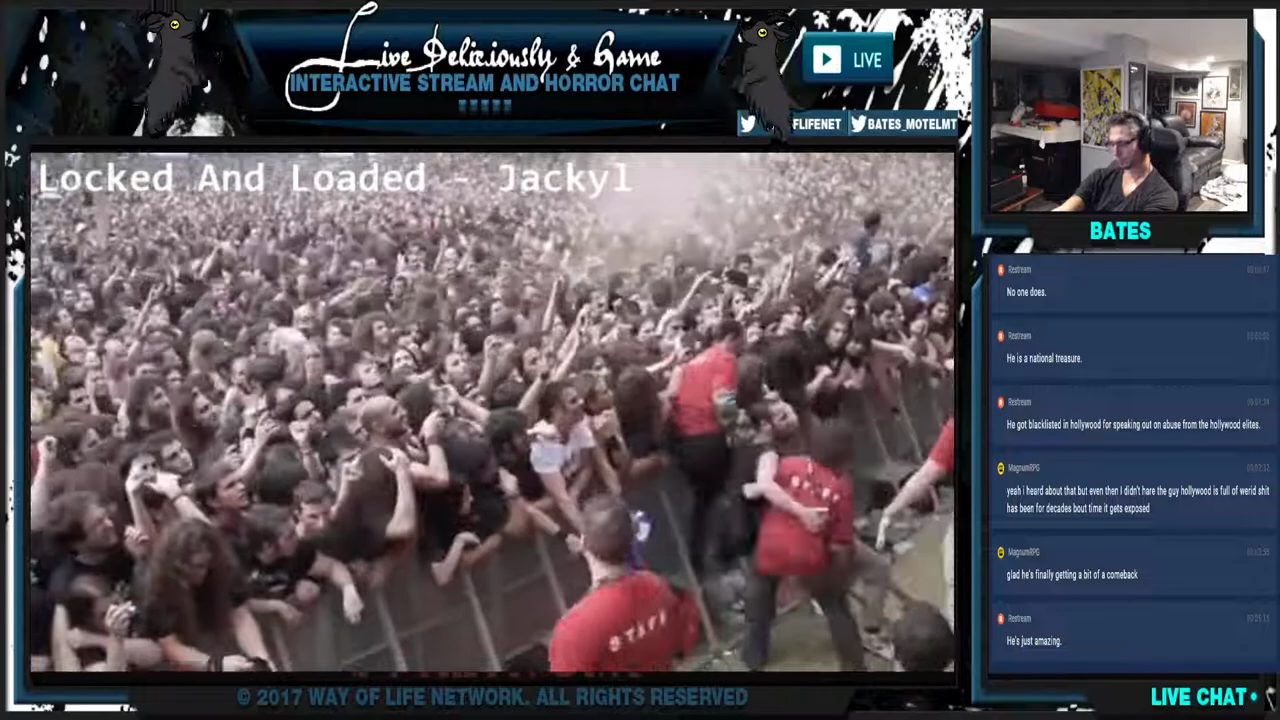 Live Deliciously & Game
INTERACTIVE STREAM AND HORROR CHAT
LIVE
FLIFENET
BATES_MOTELMT
Locked And Loaded - Jackyl
STAFF
BATES
Restream
No one does.
Restream
He is a national treasure.
Restream
He got blacklisted in hollywood for speaking out on abuse from the hollywood elites.
MagnumRPG
yeah i heard about that but even then I didn't hare the guy hollywood is full of werid shit
has been for decades bout time it gets exposed
MagnumRPG
glad he's finally getting a bit of a comeback
Restream
He's just amazing.
© 2017 WAY OF LIFE NETWORK. ALL RIGHTS RESERVED
LIVE CHAT